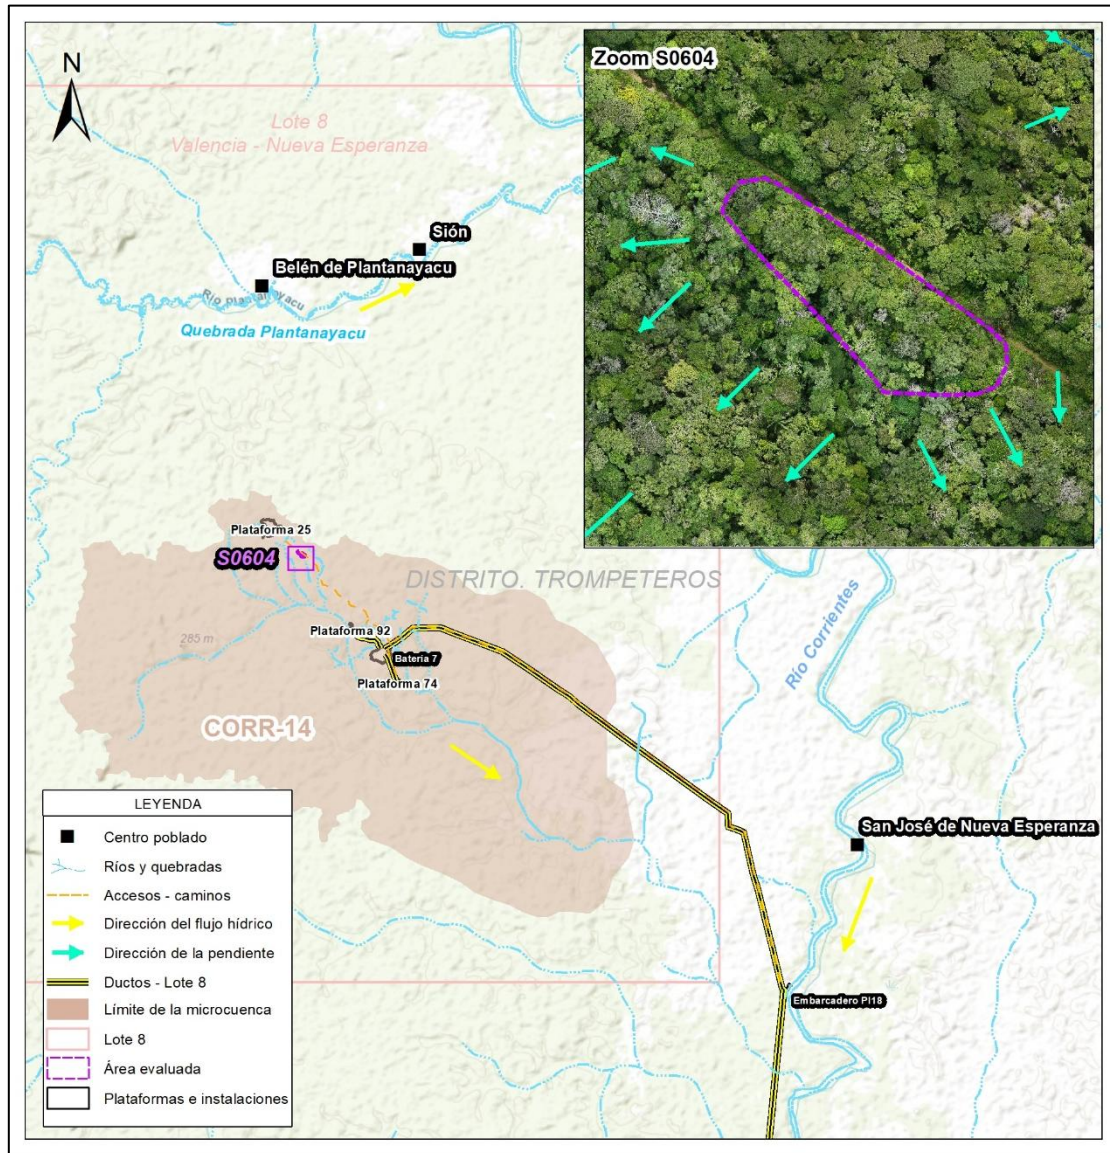 N
Zoom S0604
Lote 8
Valencia - Nueva Esperanza
Sión
Belén de Plantanayacu
Quebrada Plantanayacu
Plataforma 25
S0604
DISTRITO. TROMPETEROS
Plataforma 92
285 m
Batería 7
Plataforma 74
Río Corrientes
CORR-14
San José de Nueva Esperanza
Embarcadero PI18
LEYENDA
Centro poblado
Ríos y quebradas
Accesos - caminos
Dirección del flujo hídrico
Dirección de la pendiente
Ductos - Lote 8
Límite de la microcuenca
Lote 8
Área evaluada
Plataformas e instalaciones